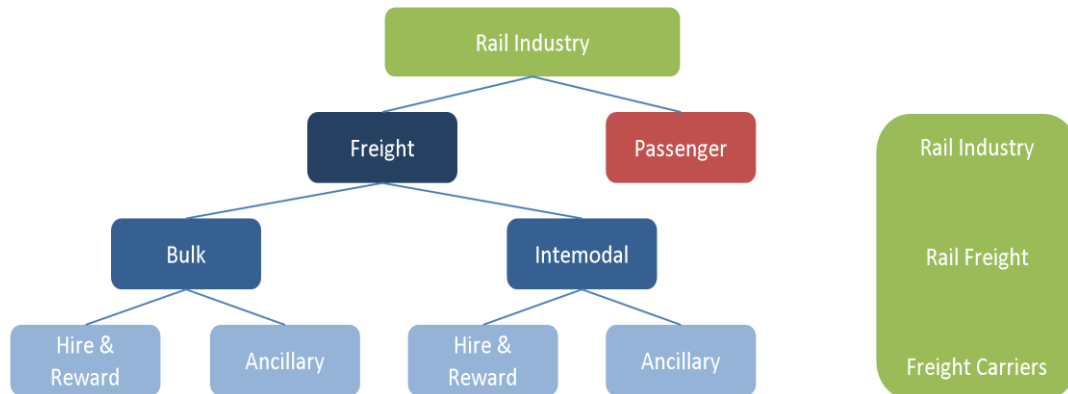 Rail Industry
Freight
Passenger
Rail Industry
Bulk
Intemodal
Rail Freight
Hire &
Reward
Ancillary
Hire &
Reward
Ancillary
Freight Carriers